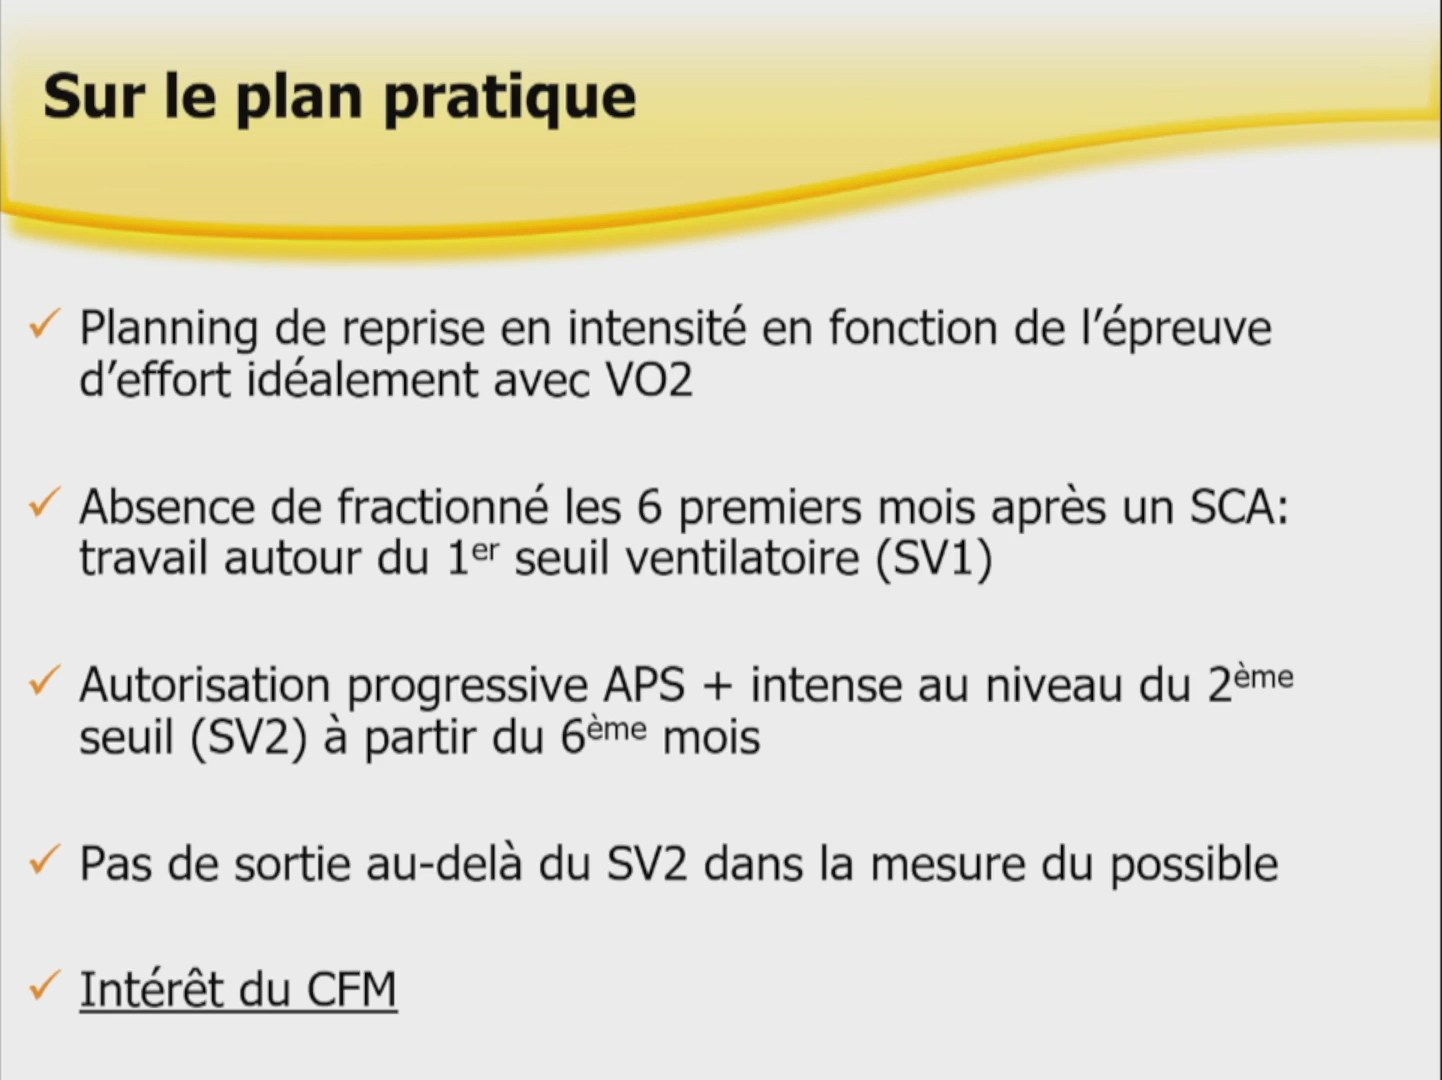 Sur le plan pratique
✓ Planning de reprise en intensité en fonction de l’épreuve
d’effort idéalement avec VO2
✓ Absence de fractionné les 6 premiers mois après un SCA:
travail autour du 1er seuil ventilatoire (SV1)
✓ Autorisation progressive APS + intense au niveau du 2ème
seuil (SV2) à partir du 6ème mois
✓ Pas de sortie au-delà du SV2 dans la mesure du possible
✓ Intérêt du CFM